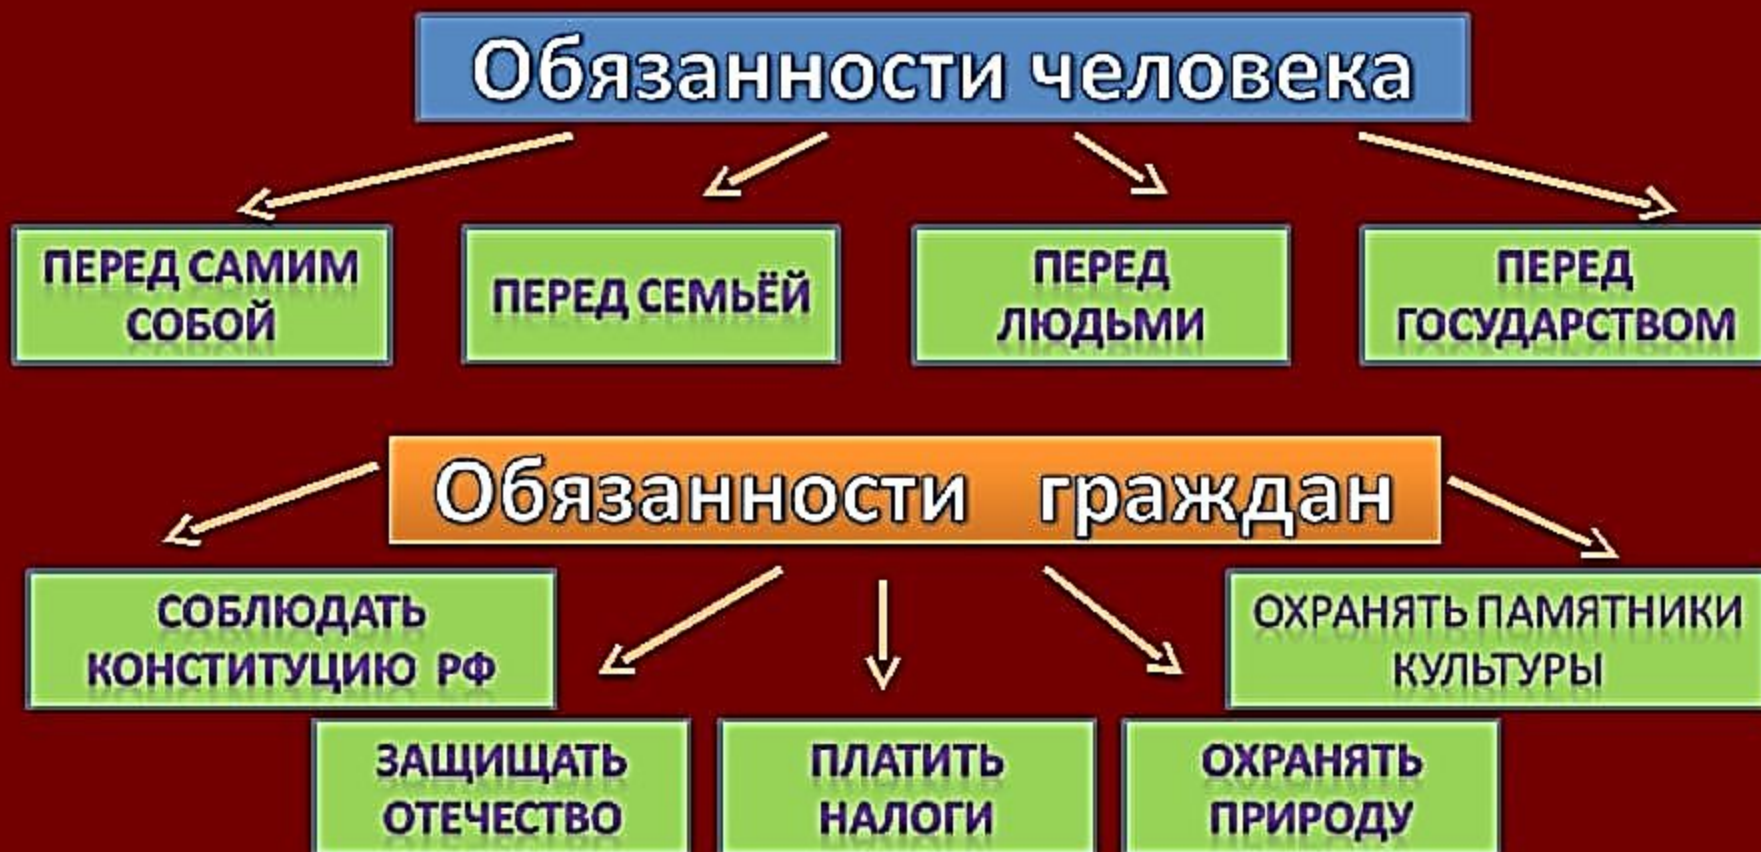 Обязанности человека
ПЕРЕД САМИМ
СОБОЙ
ПЕРЕД СЕМЬЁЙ
ПЕРЕД
ЛЮДЬМИ
ПЕРЕД
ГОСУДАРСТВОМ
Обязанности граждан
СОБЛЮДАТЬ
КОНСТИТУЦИЮ РФ
ЗАЩИЩАТЬ
ОТЕЧЕСТВО
ПЛАТИТЬ
НАЛОГИ
ОХРАНЯТЬ
ПРИРОДУ
ОХРАНЯТЬ ПАМЯТНИКИ
КУЛЬТУРЫ